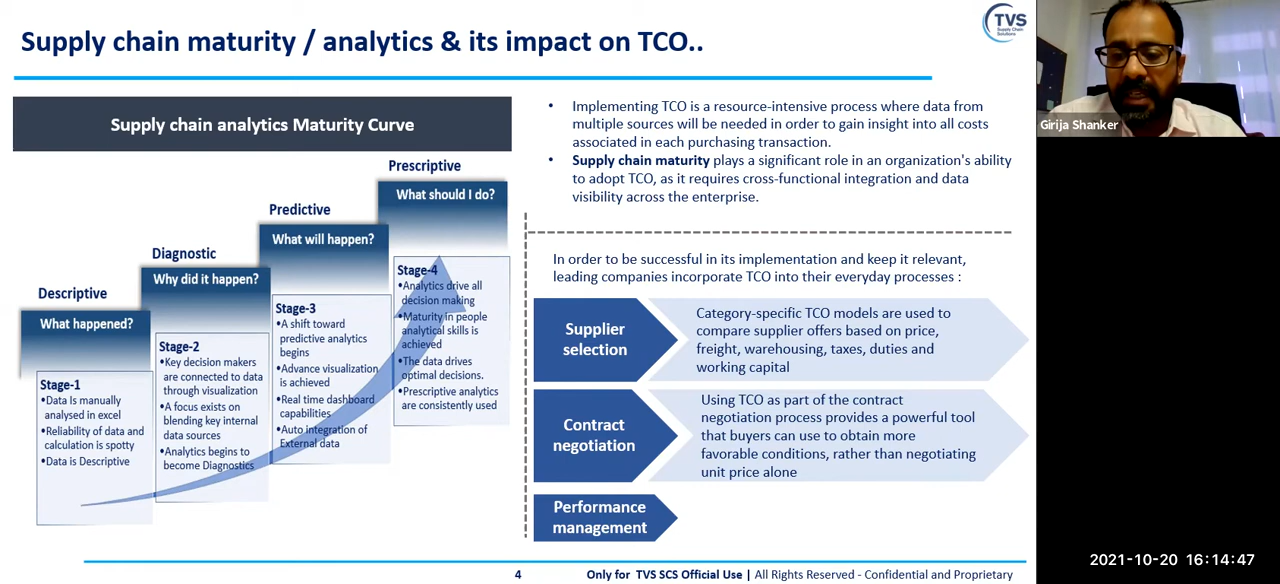 Supply chain maturity / analytics & its impact on TCO..
TVS
Supply Chain
Solutions
Supply chain analytics Maturity Curve
Prescriptive
What should I do?
Stage-4
•Analytics drive all
decision making
•Maturity in people
analytical skills is
achieved
•The data drives
optimal decisions.
•Prescriptive analytics
are consistently used
Predictive
What will happen?
Stage-3
•A shift toward
predictive analytics
begins
•Advance visualization
is achieved
•Real time dashboard
capabilities
•Auto integration of
External data
Diagnostic
Why did it happen?
Stage-2
•Key decision makers
are connected to data
through visualization
•A focus exists on
blending key internal
data sources
•Analytics begins to
become Diagnostics
Descriptive
What happened?
Stage-1
•Data Is manually
analysed in excel
•Reliability of data and
calculation is spotty
•Data is Descriptive
• Implementing TCO is a resource-intensive process where data from
multiple sources will be needed in order to gain insight into all costs
associated in each purchasing transaction.
• Supply chain maturity plays a significant role in an organization's ability
to adopt TCO, as it requires cross-functional integration and data
visibility across the enterprise.
In order to be successful in its implementation and keep it relevant,
leading companies incorporate TCO into their everyday processes :
Supplier
selection
Category-specific TCO models are used to
compare supplier offers based on price,
freight, warehousing, taxes, duties and
working capital
Contract
negotiation
Using TCO as part of the contract
negotiation process provides a powerful tool
that buyers can use to obtain more
favorable conditions, rather than negotiating
unit price alone
Performance
management
4
Only for TVS SCS Official Use | All Rights Reserved - Confidential and Proprietary
Girija Shanker
2021-10-20 16:14:47